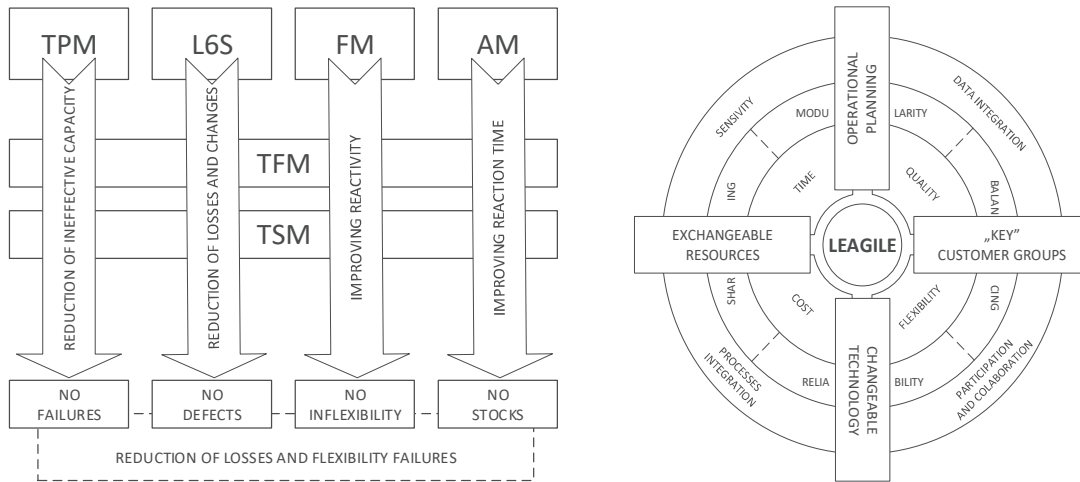 TPM
L6S
FM
AM
REDUCTION OF INEFFECTIVE CAPACITY
REDUCTION OF LOSSES AND CHANGES
IMPROVING REACTIVITY
IMPROVING REACTION TIME
TFM
TSM
NO
FAILURES
NO
DEFECTS
NO
INFLEXIBILITY
NO
STOCKS
REDUCTION OF LOSSES AND FLEXIBILITY FAILURES
OPERATIONAL
PLANNING
SENSIVITY
DATA INTEGRATION
MODU
LARITY
TIME
QUALITY
ING
BALAN
EXCHANGEABLE
RESOURCES
LEAGILE
„KEY”
CUSTOMER GROUPS
SHAR
CING
COST
FLEXIBILITY
RELIA
BILITY
PROCESSES
INTEGRATION
PARTICIPATION
AND COLABORATION
CHANGEABLE
TECHNOLOGY